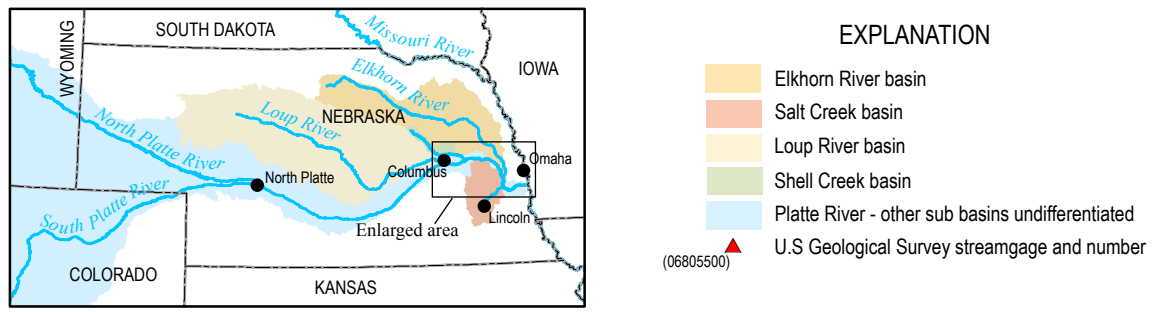 SOUTH DAKOTA
WYOMING
Missouri River
IOWA
Elkhorn River
NEBRASKA
Loup River
North Platte River
Omaha
Columbus
North Platte
South Platte River
Lincoln
Enlarged area
COLORADO
KANSAS
EXPLANATION
Elkhorn River basin
Salt Creek basin
Loup River basin
Shell Creek basin
Platte River - other sub basins undifferentiated
U.S Geological Survey streamgage and number
(06805500)